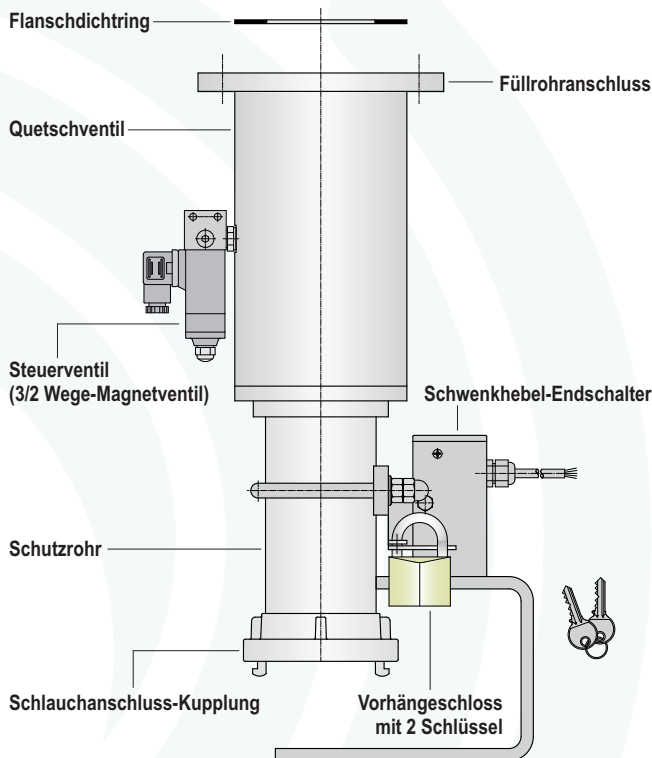 Flanschdichtring
Füllrohranschluss
Quetschventil
Steuerventil
(3/2 Wege-Magnetventil)
Schwenkhebel-Endschalter
Schutzrohr
Schlauchanschluss-Kupplung
Vorhängeschloss
mit 2 Schlüssel